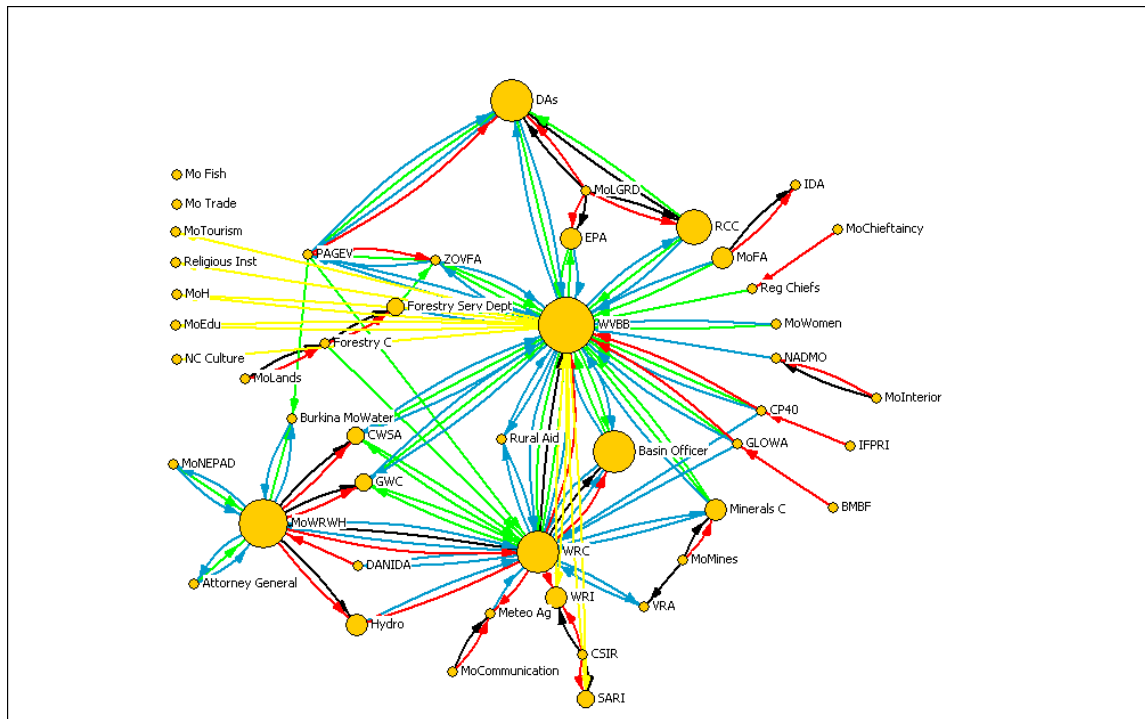 DAs
Mo Fish
MoLGRD
IDA
Mo Trade
RCC
MoTourism
MoChieftaincy
EPA
PAGEV
ZOVFA
MoFA
Religious Inst
Reg Chiefs
MoH
Forestry Serv Dept
MoEdu
WVBB
MoWomen
Forestry C
NC Culture
NADMO
MoLands
MoInterior
CP40
Burkina MoWater
CWSA
Rural Aid
GLOWA
IFPRI
Basin Officer
MoNEPAD
GWC
BMBF
Minerals C
MoWRWH
WRC
DANIDA
MoMines
Attorney General
WRI
VRA
Meteo Ag
Hydro
CSIR
MoCommunication
SARI